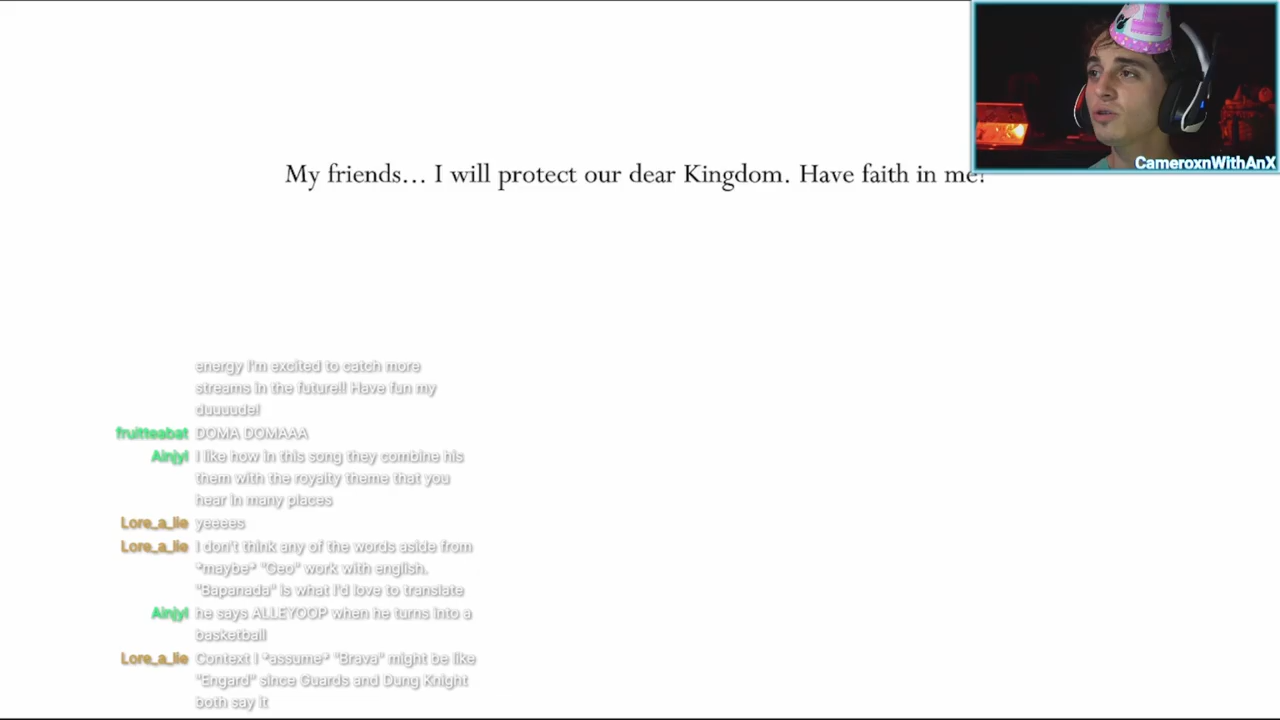 CameroxnWithAnX
My friends... I will protect our dear Kingdom. Have faith in me!
energy I'm excited to catch more
streams in the future!! Have fun my
duuuude!
fruitteabat DOMA DOMAAA
Ainjyl I like how in this song they combine his
them with the royalty theme that you
hear in many places
Lore_a_lie yeeees
Lore_a_lie I don't think any of the words aside from
*maybe* "Geo" work with english.
"Bapanada" is what I'd love to translate
Ainjyl he says ALLEYOOP when he turns into a
basketball
Lore_a_lie Context I *assume* "Brava" might be like
"Engard" since Guards and Dung Knight
both say it